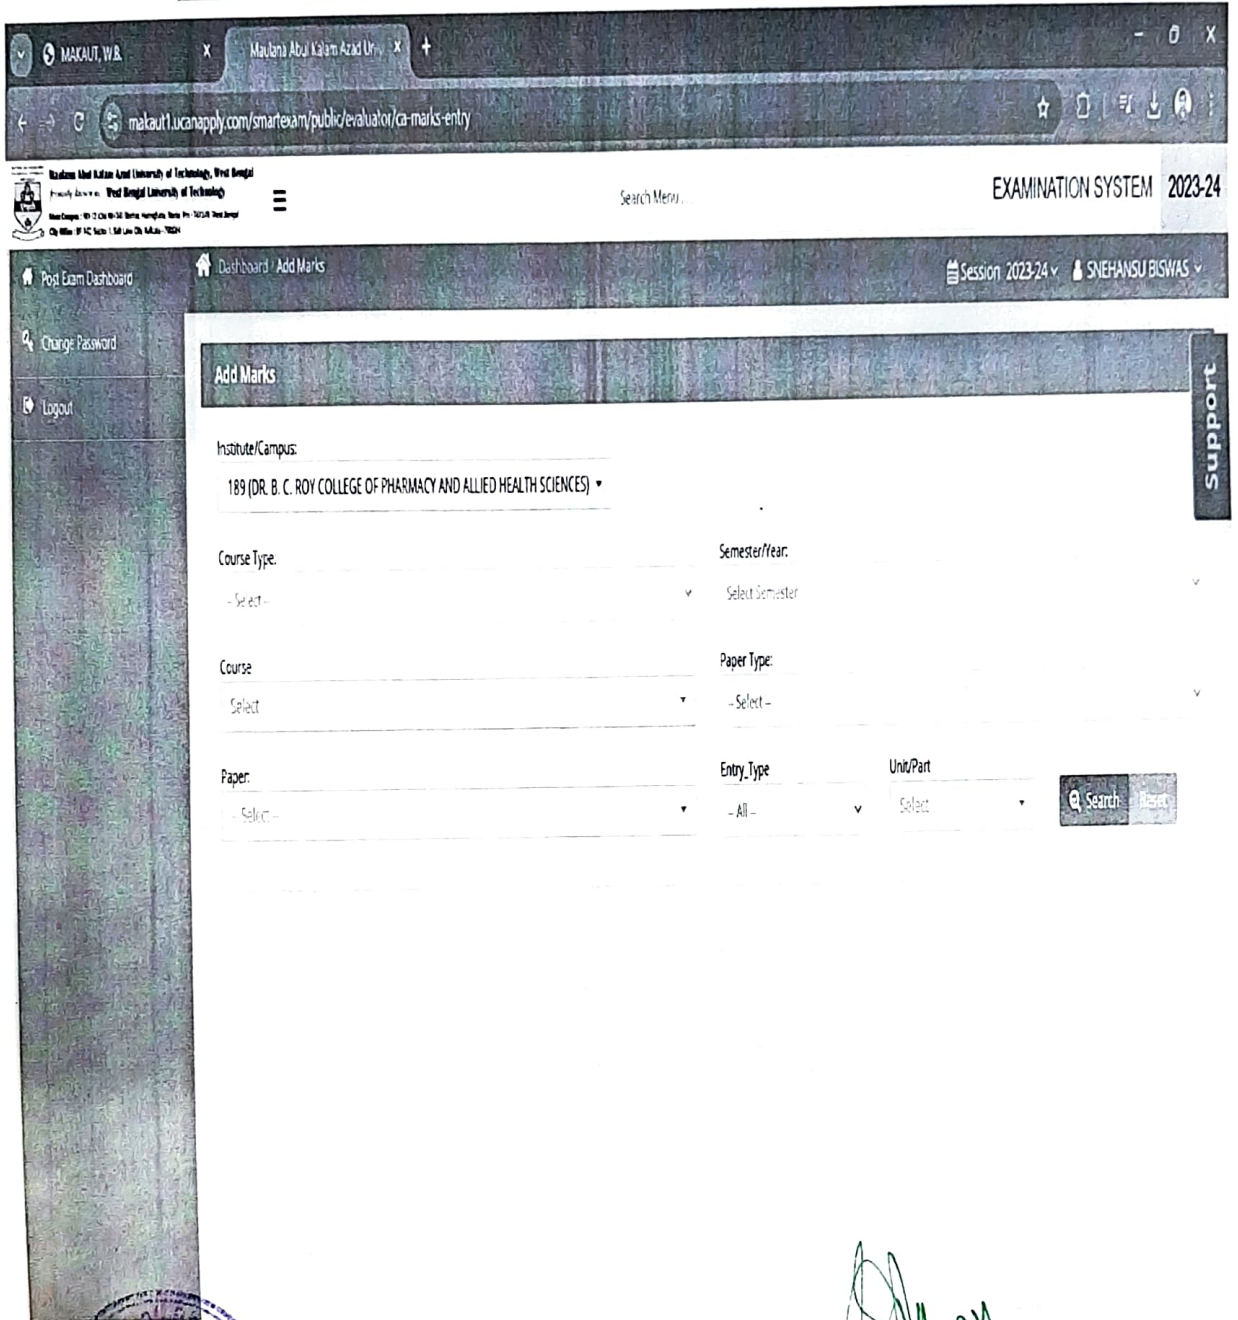 MAKAUT, W.B.
Maulana Abul Kalam Azad Un
makaut1.ucanapply.com/smartexam/public/evaluator/ca-marks-entry
Maulana Abul Kalam Azad University of Technology, West Bengal
West Bengal University of Technology
Search Menu ...
EXAMINATION SYSTEM 2023-24
Post Exam Dashboard
Dashboard / Add Marks
Session 2023-24
SNEHANSU BISWAS
Change Password
Logout
Add Marks
Support
Institute/Campus:
189 (DR. B. C. ROY COLLEGE OF PHARMACY AND ALLIED HEALTH SCIENCES)
Course Type:
Semester/Year:
-- Select --
Select Semester
Course
Paper Type:
Select
-- Select --
Paper:
Entry_Type
Unit/Part
-- Select --
-- All --
Select
Search
Reset